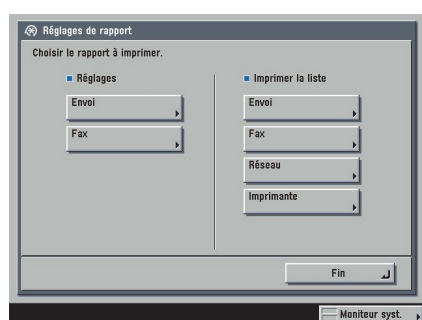 Réglages de rapport
Choisir le rapport à imprimer.
Réglages
Envoi
Fax
Imprimer la liste
Envoi
Fax
Réseau
Imprimante
Fin
Moniteur syst.